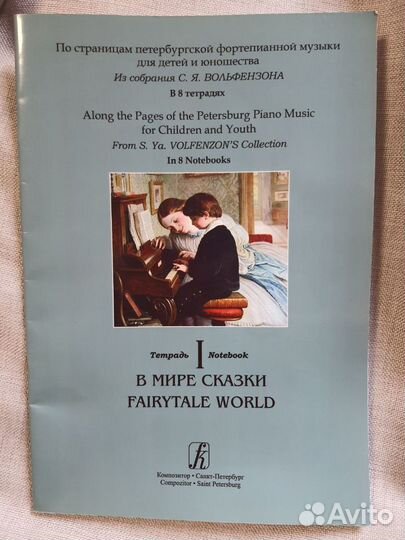 По страницам петербургской фортепианной музыки
для детей и юношества
Из собрания С. Я. ВОЛЬФЕНЗОНА
В 8 тетрадях
Along the Pages of the Petersburg Piano Music
for Children and Youth
From S. Ya. VOLFENZON'S Collection
In 8 Notebooks
Тетрадь I Notebook
В МИРЕ СКАЗКИ
FAIRYTALE WORLD
Композитор • Санкт-Петербург
Compozitor • Saint Petersburg
Avito